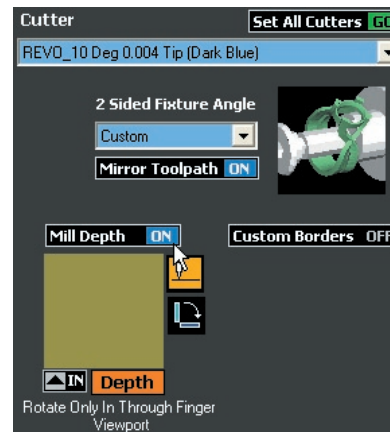 Cutter
Set All Cutters GO
REVO_10 Deg 0.004 Tip (Dark Blue)
2 Sided Fixture Angle
Custom
Mirror Toolpath ON
Mill Depth ON
Custom Borders OFF
IN Depth
Rotate Only In Through Finger
Viewport